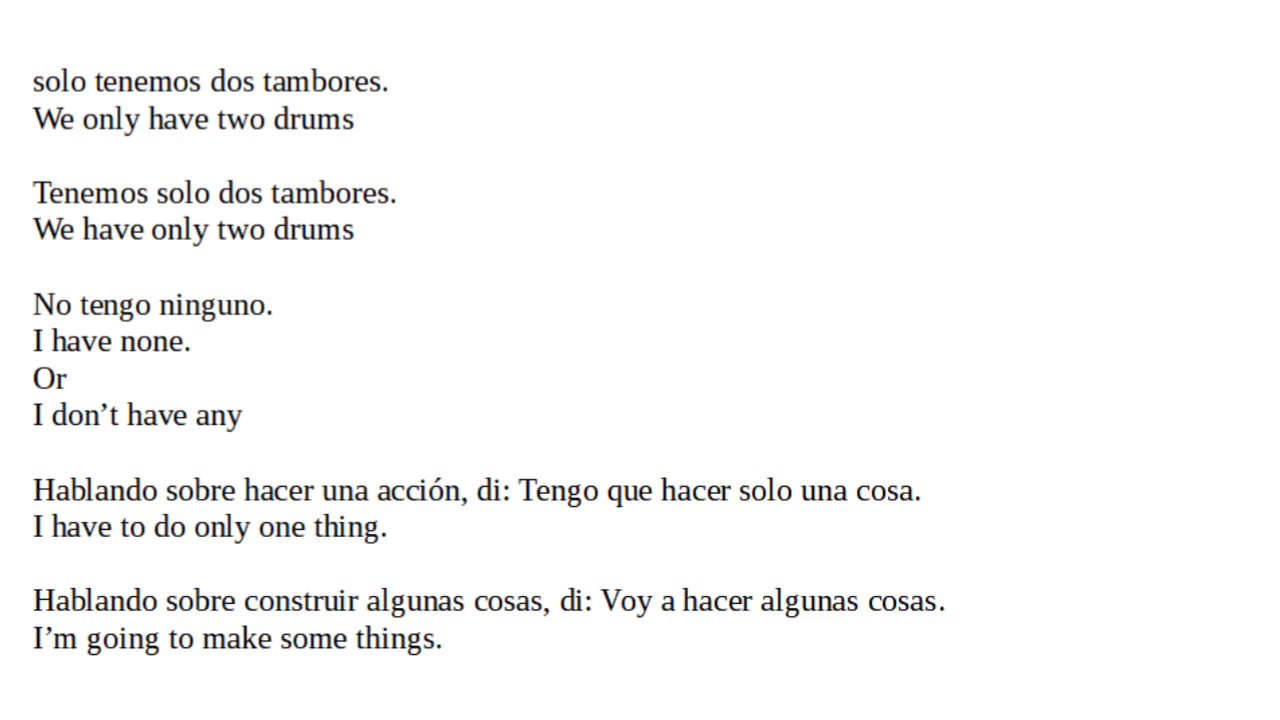 solo tenemos dos tambores.
We only have two drums
Tenemos solo dos tambores.
We have only two drums
No tengo ninguno.
I have none.
Or
I don’t have any
Hablando sobre hacer una acción, di: Tengo que hacer solo una cosa.
I have to do only one thing.
Hablando sobre construir algunas cosas, di: Voy a hacer algunas cosas.
I’m going to make some things.